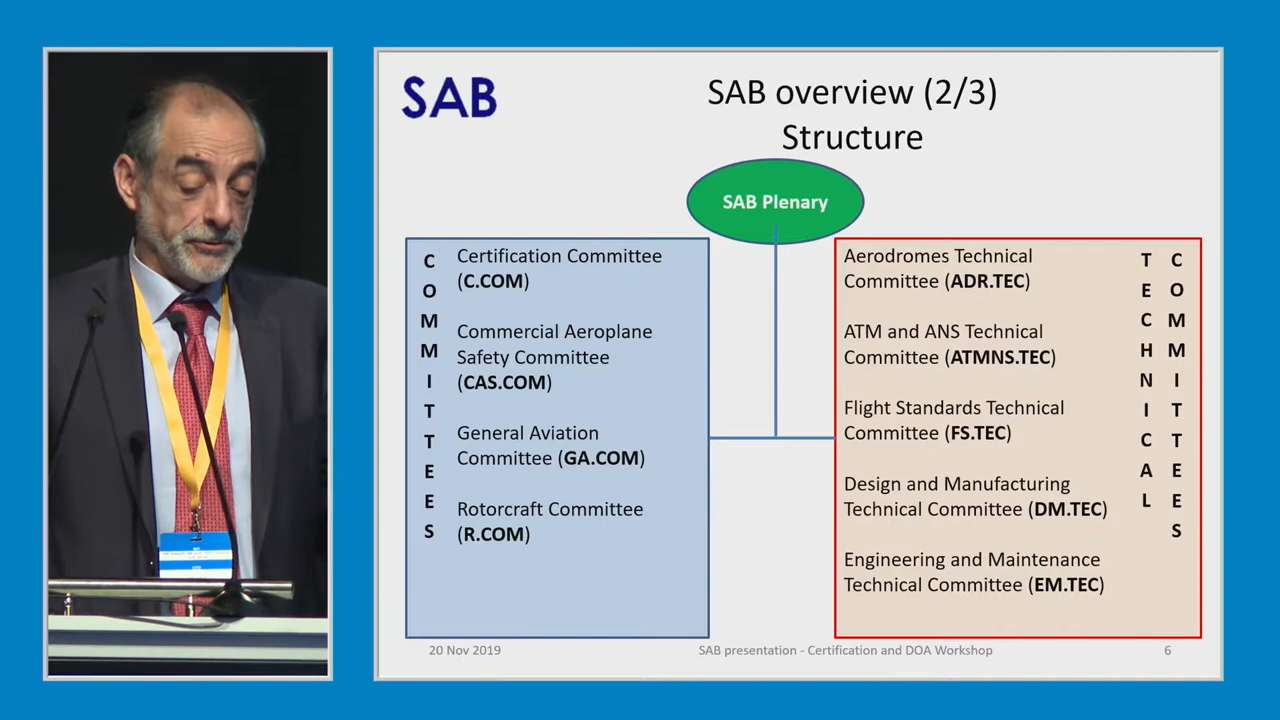 SAB
SAB overview (2/3)
Structure
SAB Plenary
COMMITTEES
Certification Committee
(C.COM)
Commercial Aeroplane
Safety Committee
(CAS.COM)
General Aviation
Committee (GA.COM)
Rotorcraft Committee
(R.COM)
Aerodromes Technical
Committee (ADR.TEC)
ATM and ANS Technical
Committee (ATMNS.TEC)
Flight Standards Technical
Committee (FS.TEC)
Design and Manufacturing
Technical Committee (DM.TEC)
Engineering and Maintenance
Technical Committee (EM.TEC)
TECHNICAL
COMMITTEES
20 Nov 2019
SAB presentation - Certification and DOA Workshop
6